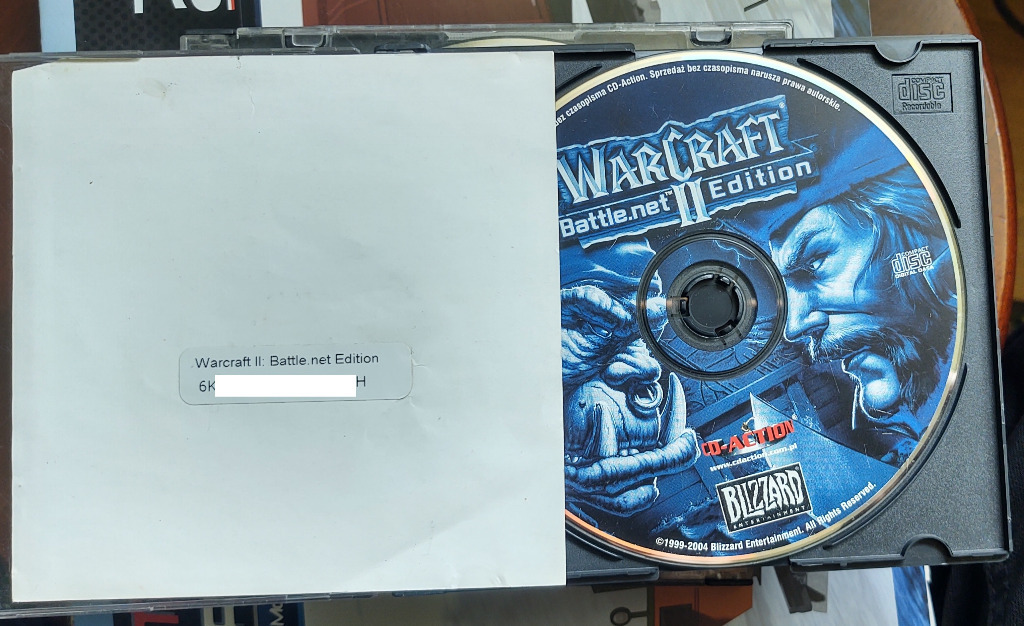 Warcraft II: Battle.net Edition
6K H
bez czasopisma CD-Action. Sprzedaż bez czasopisma narusza prawa autorskie.
WARCRAFT II
Battle.net™ Edition
COMPACT
disc
DIGITAL DATA
CD-ACTION
www.cdaction.com.pl
BLIZZARD
ENTERTAINMENT
©1999-2004 Blizzard Entertainment. All Rights Reserved.
COMPACT
disc
Recordable